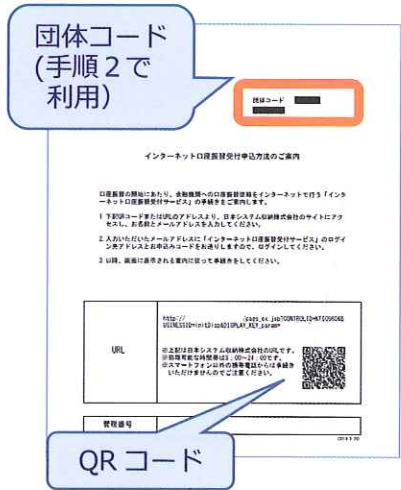 団体コード
(手順2で
利用)
団体コード
インターネット口座振替受付申込方法のご案内
口座振替の開始にあたり、金融機関への口座振替登録をインターネットで行う「インタ
ーネット口座振替受付サービス」の手続きをご案内します。
1 下記QRコードまたはURLのアドレスより、日本システム収納株式会社のサイトにアク
セスし、お名前とメールアドレスを入力してください。
2 入力いただいたメールアドレスに「インターネット口座振替受付サービス」のログイ
ン先アドレスとお申込みコードをお送りしますので、ログインしてください。
3 以降、画面に表示される案内に従って手続きをしてください。
URL
http://
※上記は日本システム収納株式会社のURLです。
※スマートフォン以外の携帯電話からは手続き
いただけませんのでご注意ください。
管理番号
QRコード